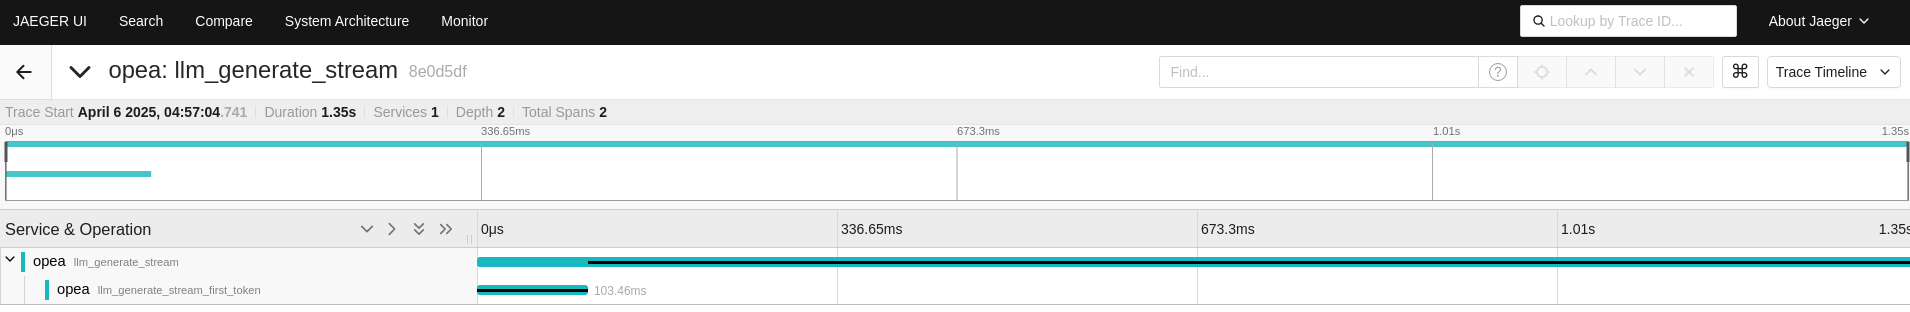 JAEGER UI Search Compare System Architecture Monitor Lookup by Trace ID... About Jaeger
opea: llm_generate_stream 8e0d5df Find... ? ⌘ Trace Timeline
Trace Start April 6 2025, 04:57:04.741 Duration 1.35s Services 1 Depth 2 Total Spans 2
0μs 336.65ms 673.3ms 1.01s 1.35s
Service & Operation 0μs 336.65ms 673.3ms 1.01s 1.35s
opea llm_generate_stream
opea llm_generate_stream_first_token 103.46ms